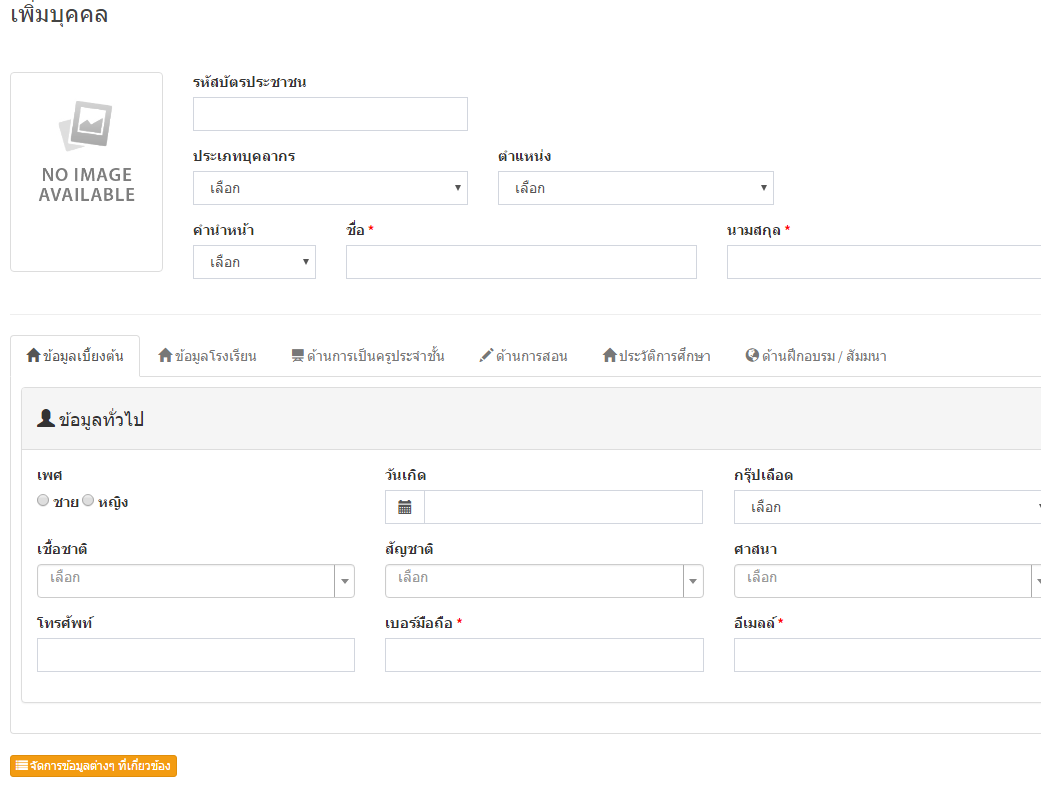 เพิ่มบุคคล
รหัสบัตรประชาชน
NO IMAGE
AVAILABLE
ประเภทบุคลากร ตำแหน่ง
เลือก เลือก
คำนำหน้า ชื่อ * นามสกุล *
เลือก
ข้อมูลเบี้ยงต้น ข้อมูลโรงเรียน ด้านการเป็นครูประจำชั้น ด้านการสอน ประวัติการศึกษา ด้านฝึกอบรม / สัมมนา
ข้อมูลทั่วไป
เพศ วันเกิด กรุ๊ปเลือด
ชาย หญิง เลือก
เชื้อชาติ สัญชาติ ศาสนา
เลือก เลือก เลือก
โทรศัพท์ เบอร์มือถือ * อีเมลล์ *
จัดการข้อมูลต่างๆ ที่เกี่ยวข้อง